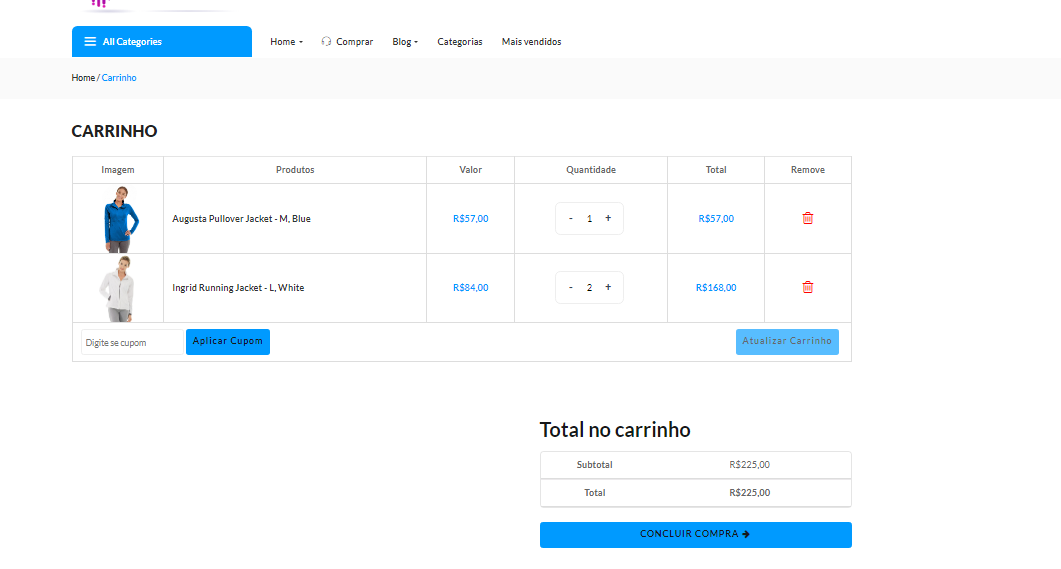 All Categories Home Comprar Blog Categorias Mais vendidos
Home / Carrinho
CARRINHO
Imagem Produtos Valor Quantidade Total Remove
Augusta Pullover Jacket - M, Blue R$57,00 - 1 + R$57,00
Ingrid Running Jacket - L, White R$84,00 - 2 + R$168,00
Digite se cupom Aplicar Cupom Atualizar Carrinho
Total no carrinho
Subtotal R$225,00
Total R$225,00
CONCLUIR COMPRA →